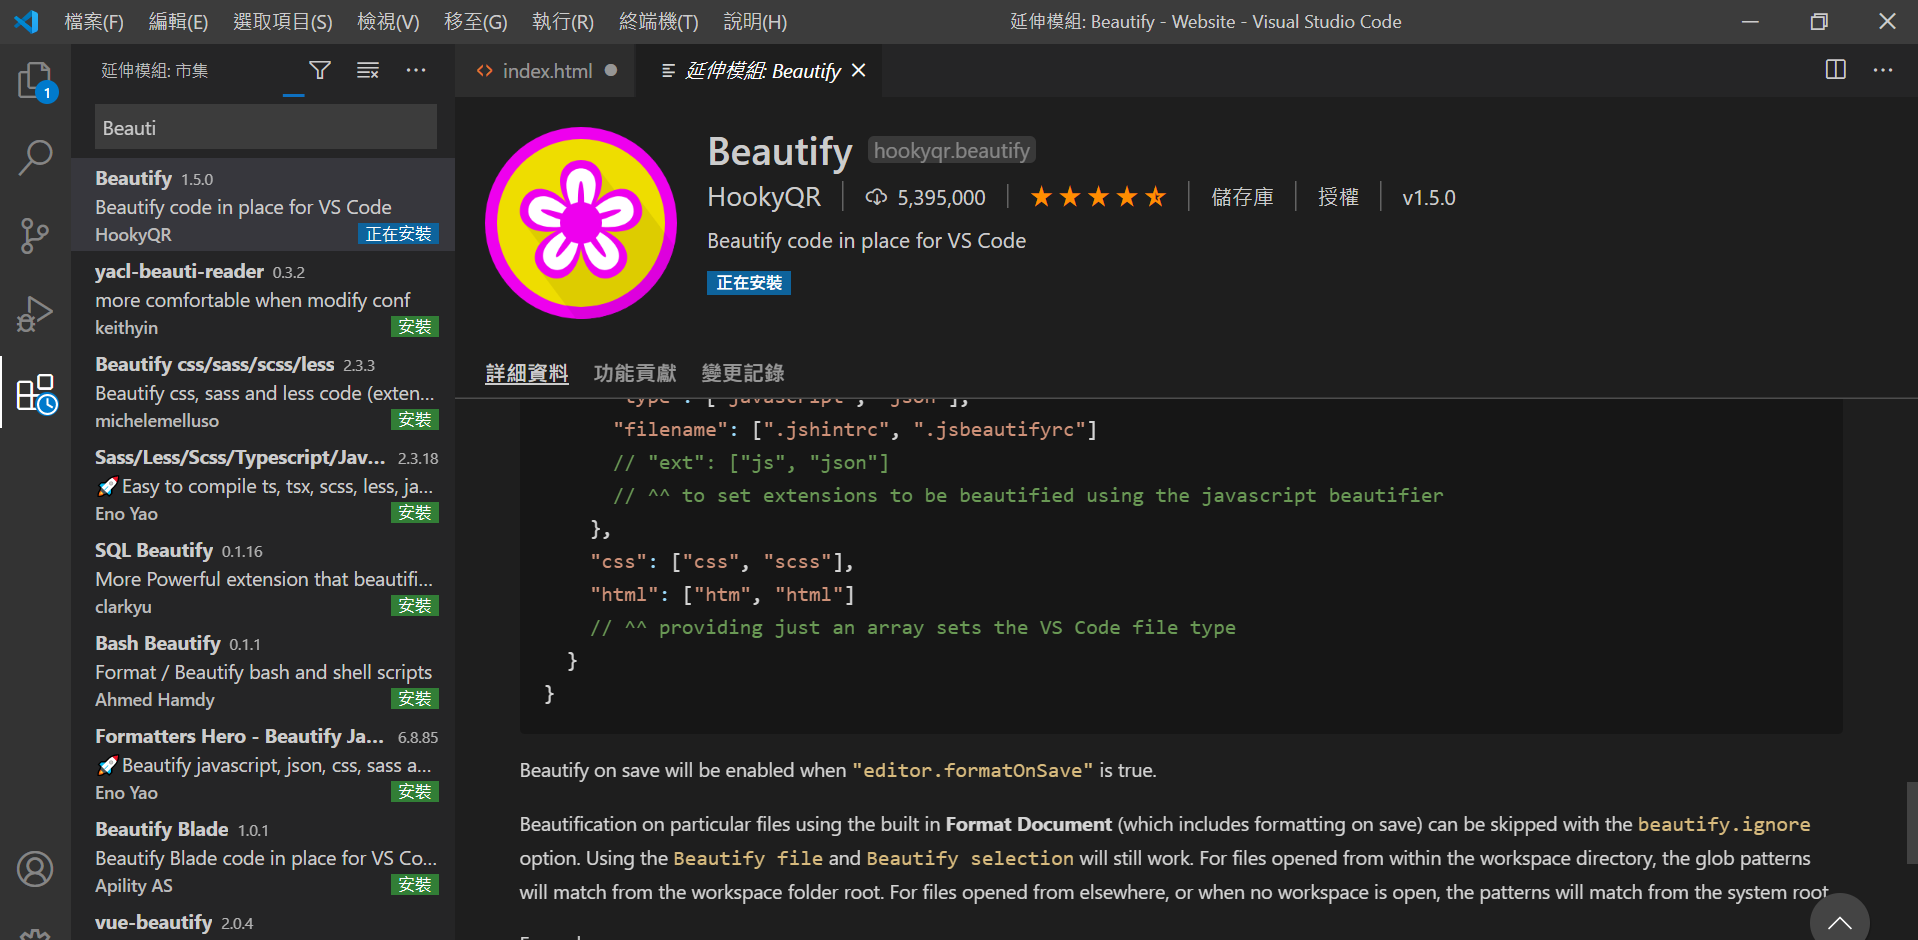 檔案(F) 編輯(E) 選取項目(S) 檢視(V) 移至(G) 執行(R) 終端機(T) 說明(H) 延伸模組: Beautify - Website - Visual Studio Code
延伸模組: 市集
index.html
延伸模組: Beautify
1
Beauti
Beautify 1.5.0
Beautify code in place for VS Code
HookyQR 正在安裝
yacl-beauti-reader 0.3.2
more comfortable when modify conf
keithyin 安裝
Beautify css/sass/scss/less 2.3.3
Beautify css, sass and less code (exten...
michelemelluso 安裝
Sass/Less/Scss/Typescript/Jav... 2.3.18
🚀Easy to compile ts, tsx, scss, less, ja...
Eno Yao 安裝
SQL Beautify 0.1.16
More Powerful extension that beautifi...
clarkyu 安裝
Bash Beautify 0.1.1
Format / Beautify bash and shell scripts
Ahmed Hamdy 安裝
Formatters Hero - Beautify Ja... 6.8.85
🚀Beautify javascript, json, css, sass a...
Eno Yao 安裝
Beautify Blade 1.0.1
Beautify Blade code in place for VS Co...
Apility AS 安裝
vue-beautify 2.0.4
Beautify hookyqr.beautify
HookyQR 5,395,000 ★★★★ 儲存庫 授權 v1.5.0
Beautify code in place for VS Code
正在安裝
詳細資料 功能貢獻 變更記錄
"type": ["javascript", "json"],
"filename": [".jshintrc", ".jsbeautifyrc"]
// "ext": ["js", "json"]
// ^^ to set extensions to be beautified using the javascript beautifier
},
"css": ["css", "scss"],
"html": ["htm", "html"]
// ^^ providing just an array sets the VS Code file type
}
}
Beautify on save will be enabled when "editor.formatOnSave" is true.
Beautification on particular files using the built in Format Document (which includes formatting on save) can be skipped with the beautify.ignore
option. Using the Beautify file and Beautify selection will still work. For files opened from within the workspace directory, the glob patterns
will match from the workspace folder root. For files opened from elsewhere, or when no workspace is open, the patterns will match from the system root